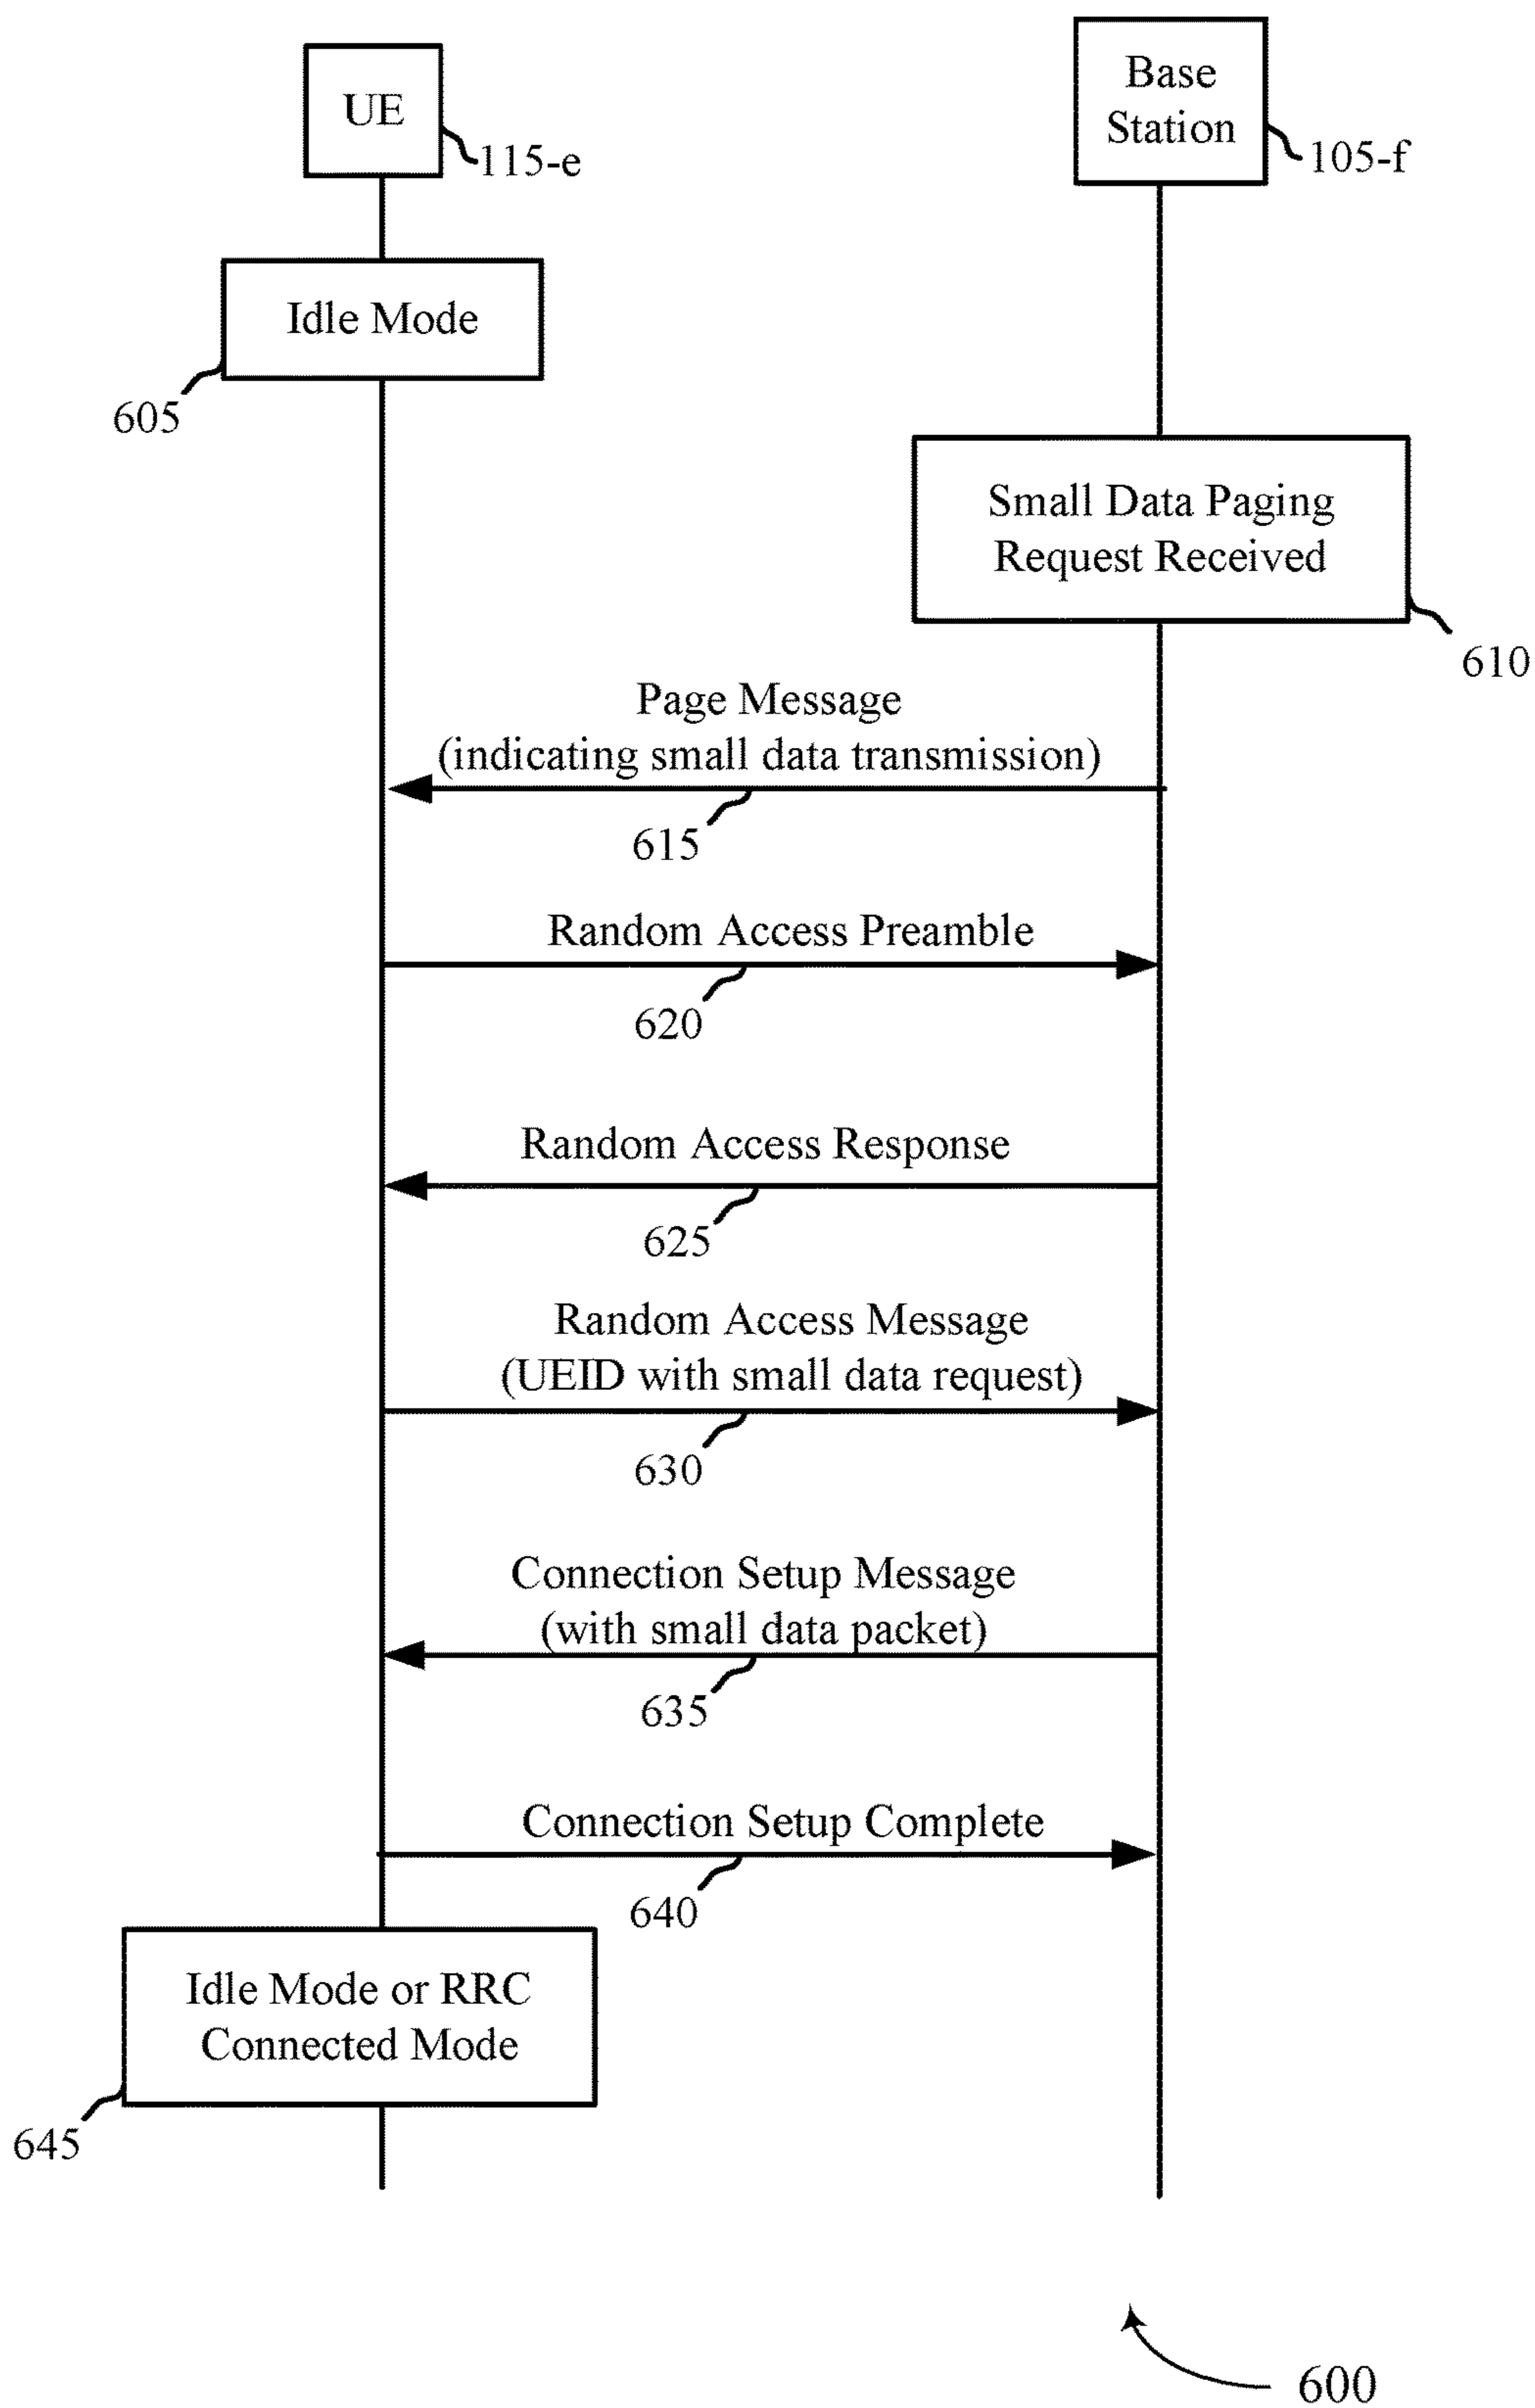 UE
115-e
Base
Station
105-f
Idle Mode
605
Small Data Paging
Request Received
610
Page Message
(indicating small data transmission)
615
Random Access Preamble
620
Random Access Response
625
Random Access Message
(UEID with small data request)
630
Connection Setup Message
(with small data packet)
635
Connection Setup Complete
640
Idle Mode or RRC
Connected Mode
645
600